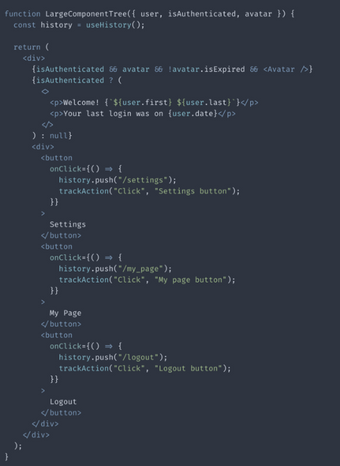 function LargeComponentTree({ user, isAuthenticated, avatar }) {
  const history = useHistory();

  return (
    <div>
      {isAuthenticated && avatar && !avatar.isExpired && <Avatar />}
      {isAuthenticated ? (
        <>
          <p>Welcome! {`${user.first} ${user.last}`}</p>
          <p>Your last login was on {user.date}</p>
        </>
      ) : null}
      <div>
        <button
          onClick={() => {
            history.push("/settings");
            trackAction("Click", "Settings button");
          }}
        >
          Settings
        </button>
        <button
          onClick={() => {
            history.push("/my_page");
            trackAction("Click", "My page button");
          }}
        >
          My Page
        </button>
        <button
          onClick={() => {
            history.push("/logout");
            trackAction("Click", "Logout button");
          }}
        >
          Logout
        </button>
      </div>
    </div>
  );
}